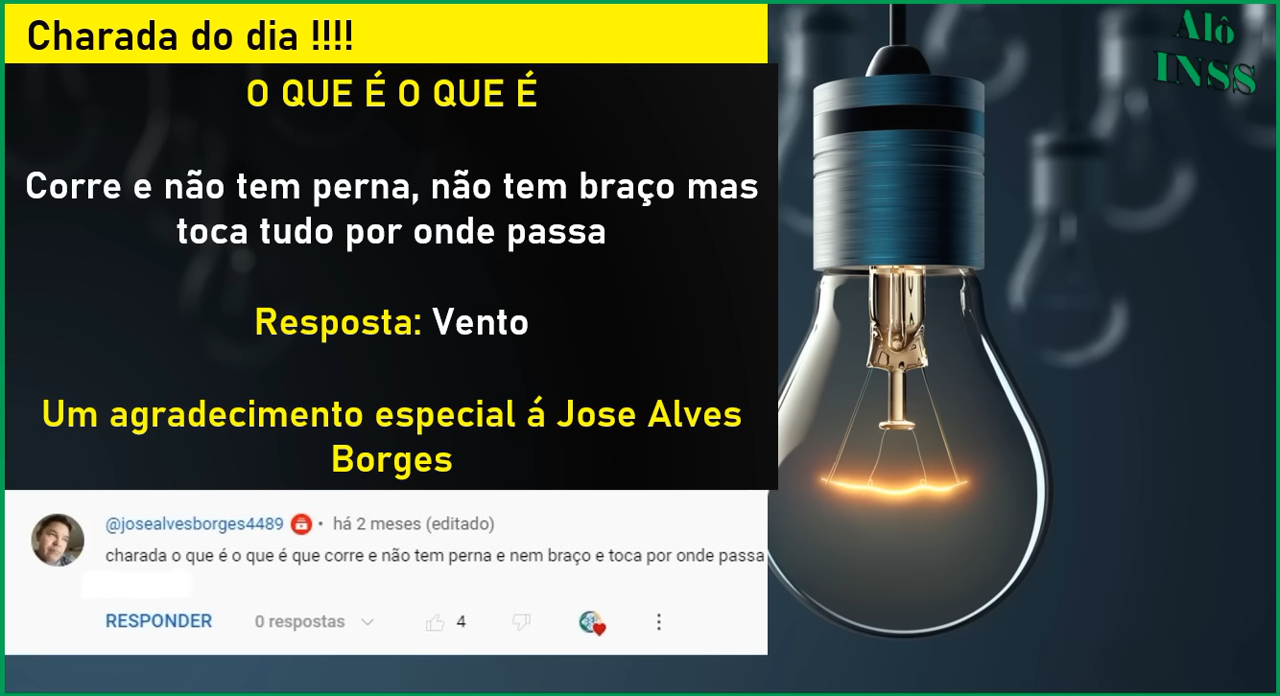 Charada do dia !!!!
Alô
INSS
O QUE É O QUE É
Corre e não tem perna, não tem braço mas
toca tudo por onde passa
Resposta: Vento
Um agradecimento especial á Jose Alves
Borges
@josealvesborges4489 • há 2 meses (editado)
charada o que é o que é que corre e não tem perna e nem braço e toca por onde passa
RESPONDER 0 respostas 4